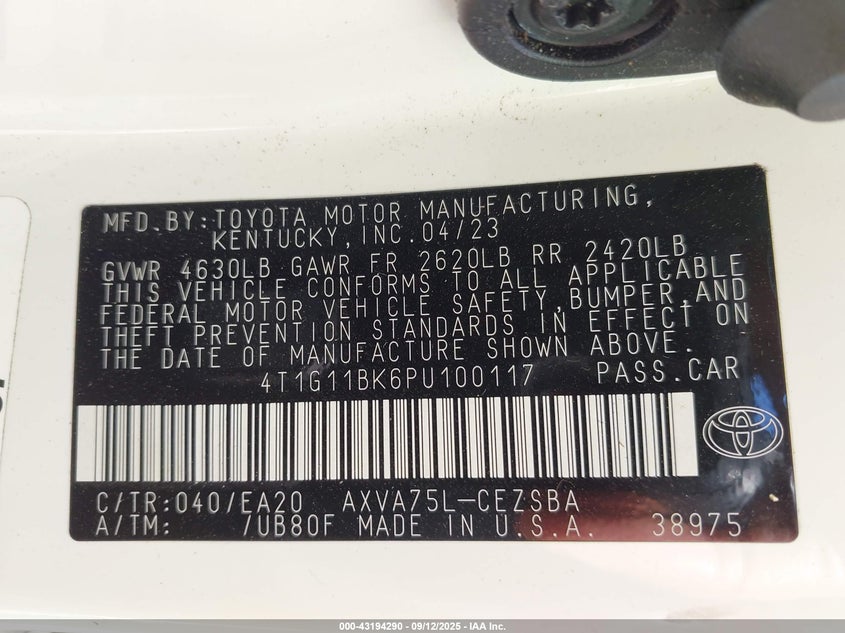 MFD.BY:TOYOTA MOTOR MANUFACTURING,
KENTUCKY,INC.04/23
GVWR 4630LB GAWR FR 2620LB RR 2420LB
THIS VEHICLE CONFORMS TO ALL APPLICABLE
FEDERAL MOTOR VEHICLE SAFETY,BUMPER,AND
THEFT PREVENTION STANDARDS IN EFFECT ON
THE DATE OF MANUFACTURE SHOWN ABOVE.
4T1G11BK6PU100117 PASS.CAR
C/TR:040/EA20 AXVA75L-CEZSBA
A/TM: /UB80F MADE IN U.S.A. 38975
000-43194290 - 09/12/2025 - IAA Inc.